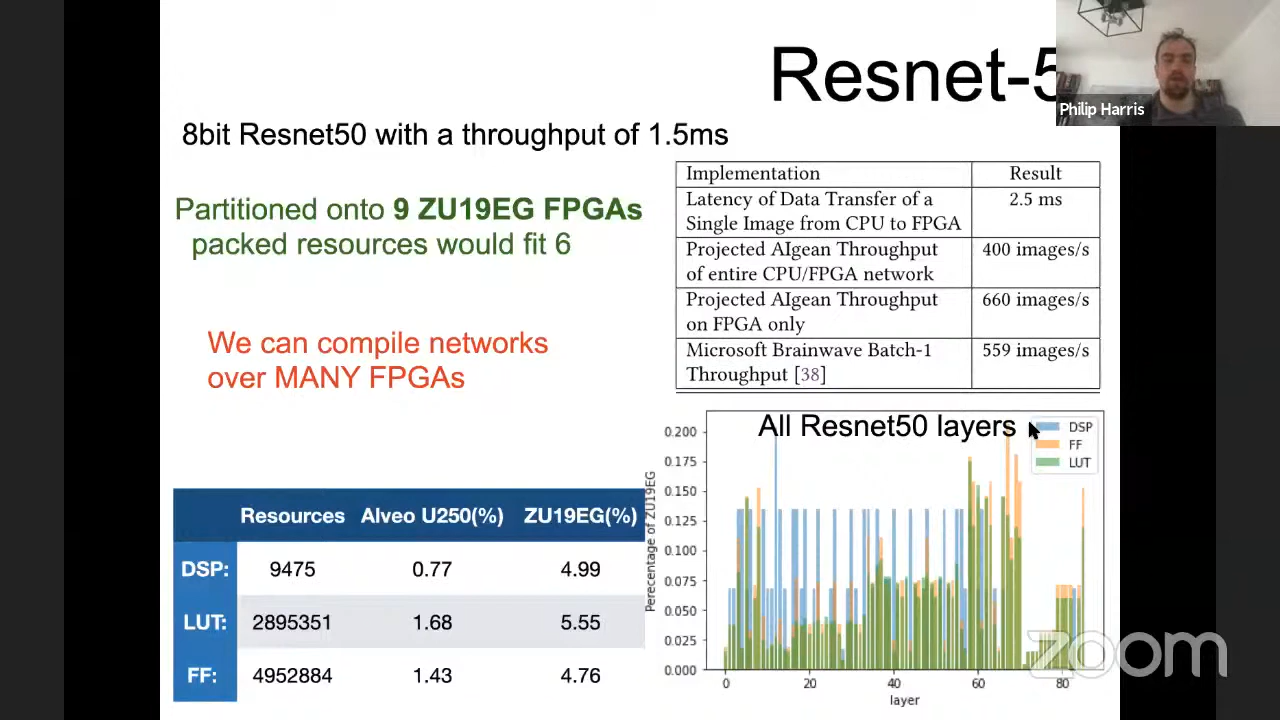 Resnet-5
Philip Harris
8bit Resnet50 with a throughput of 1.5ms
Partitioned onto 9 ZU19EG FPGAs
packed resources would fit 6
We can compile networks
over MANY FPGAs
Implementation Result
Latency of Data Transfer of a 2.5 ms
Single Image from CPU to FPGA
Projected AIgean Throughput 400 images/s
of entire CPU/FPGA network
Projected AIgean Throughput 660 images/s
on FPGA only
Microsoft Brainwave Batch-1 559 images/s
Throughput [38]
Resources Alveo U250(%) ZU19EG(%)
DSP: 9475 0.77 4.99
LUT: 2895351 1.68 5.55
FF: 4952884 1.43 4.76
All Resnet50 layers
DSP
FF
LUT
Perecentage of ZU19EG
0.200
0.175
0.150
0.125
0.100
0.075
0.050
0.025
0.000
0 20 40 60 80
layer
zoom